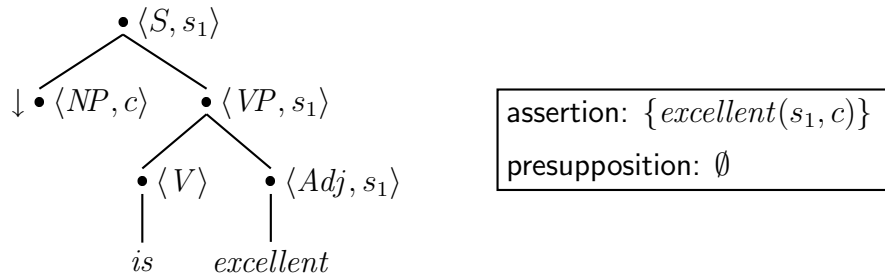 • ⟨S, s₁⟩
↓ • ⟨NP, c⟩ • ⟨VP, s₁⟩
assertion: {excellent(s₁, c)}
presupposition: ∅
• ⟨V⟩ • ⟨Adj, s₁⟩
is excellent